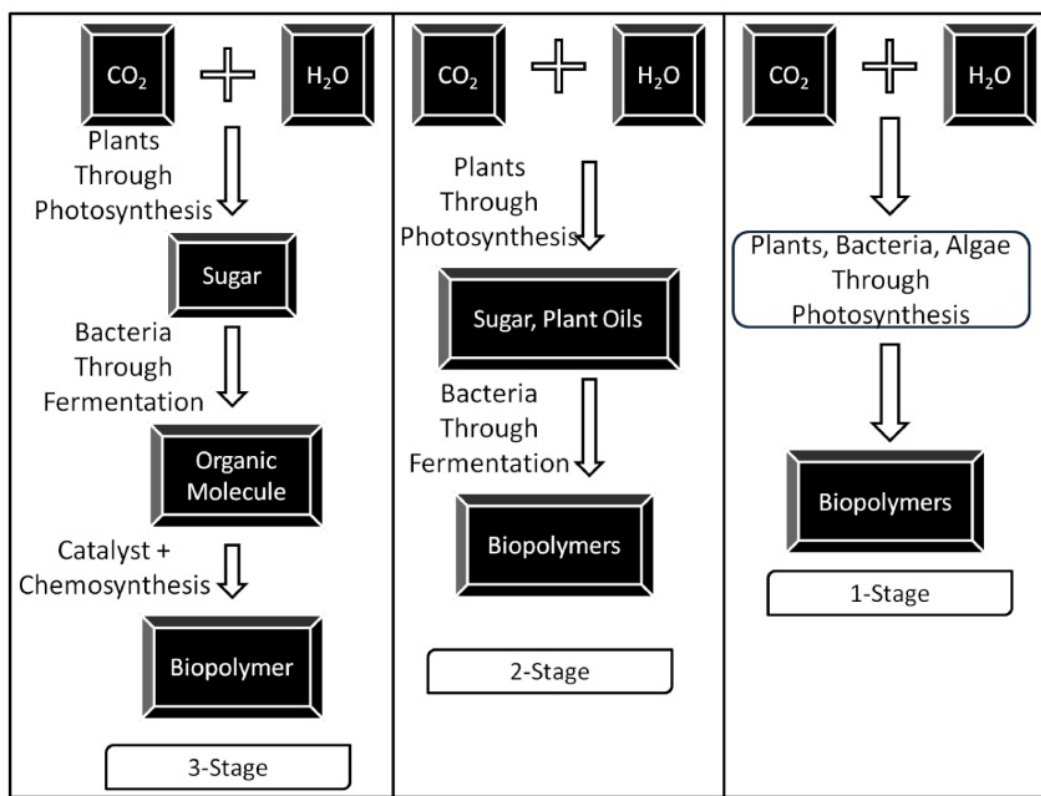 CO₂
H₂O
Plants
Through
Photosynthesis
Sugar
Bacteria
Through
Fermentation
Organic
Molecule
Catalyst +
Chemosynthesis
Biopolymer
3-Stage
CO₂
H₂O
Plants
Through
Photosynthesis
Sugar, Plant Oils
Bacteria
Through
Fermentation
Biopolymers
2-Stage
CO₂
H₂O
Plants, Bacteria, Algae
Through
Photosynthesis
Biopolymers
1-Stage